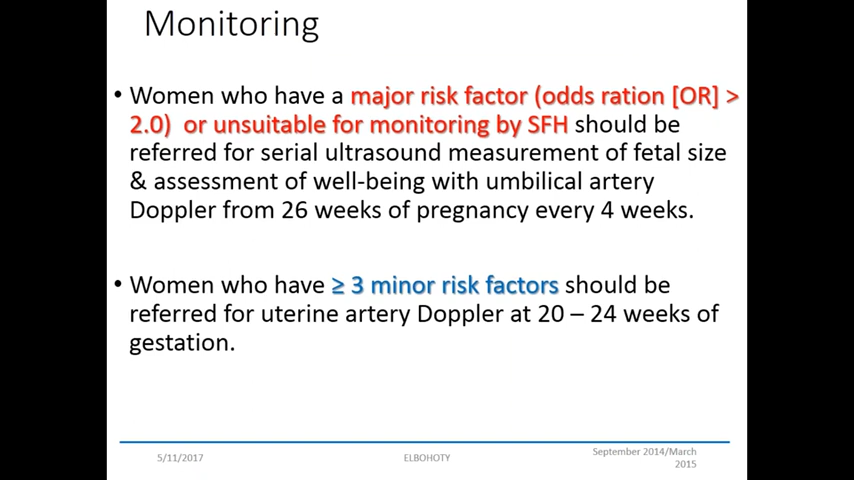 Monitoring
• Women who have a major risk factor (odds ration [OR] >
2.0) or unsuitable for monitoring by SFH should be
referred for serial ultrasound measurement of fetal size
& assessment of well-being with umbilical artery
Doppler from 26 weeks of pregnancy every 4 weeks.
• Women who have ≥ 3 minor risk factors should be
referred for uterine artery Doppler at 20 – 24 weeks of
gestation.
5/11/2017
ELBOHOTY
September 2014/March
2015